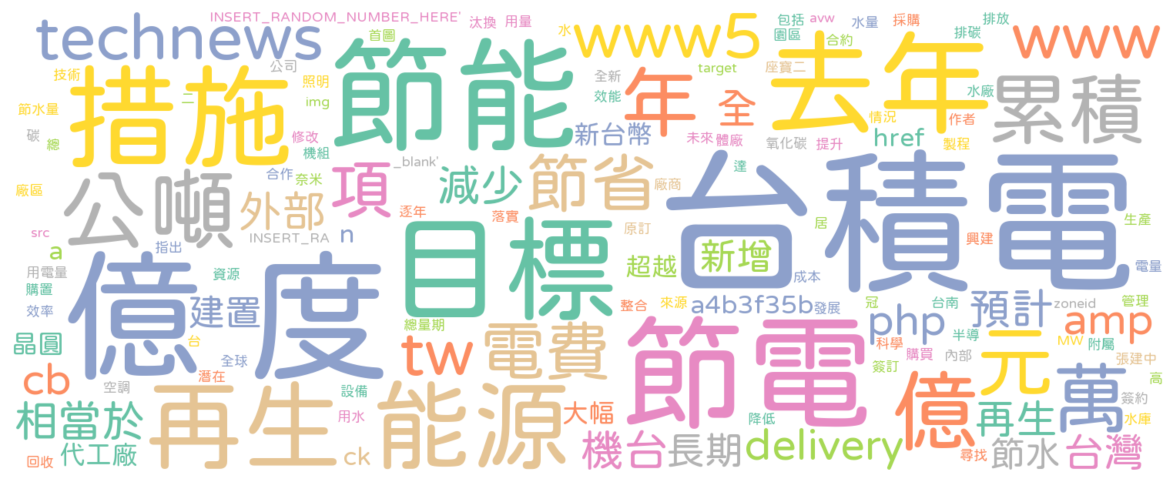 INSERT_RANDOM_NUMBER_HERE'
汰換
用量
technews
首圖
水
www5
包括
avw
水量
採購
排放
園區
合約
排碳
www
技術
公司
照明
措施
節能
全新
target
座寶二
效能
年
全
去年
水廠
累積
img
節水量
二
碳
總
修改
機組
新台幣
未來
體廠
氧化碳
提升
情況
href
作者
製程
_blank'
公噸
合作
奈米
項
減少
節省
廠商
達
台積電
廠區
外部
逐年
落實
原訂
居
生產
src
INSERT_RA
n
a
指出
目標
新增
興建
用電量
資源
億度
超越
成本
電量
購置
效率
建置
整合
來源
a4b3f35b
發展
冠
台南
zoneid
管理
預計
晶圓
台
總量期
php
amp
全球
tw
電費
節電
科學
半導
MW
附屬
購買
內部
元
張建中
cb
潛在
簽訂
高
空調
設備
再生
能源
億
萬
簽約
相當於
用水
大幅
降低
再生
水庫
代工廠
回收
ck
機台
長期
delivery
尋找
節水
台灣